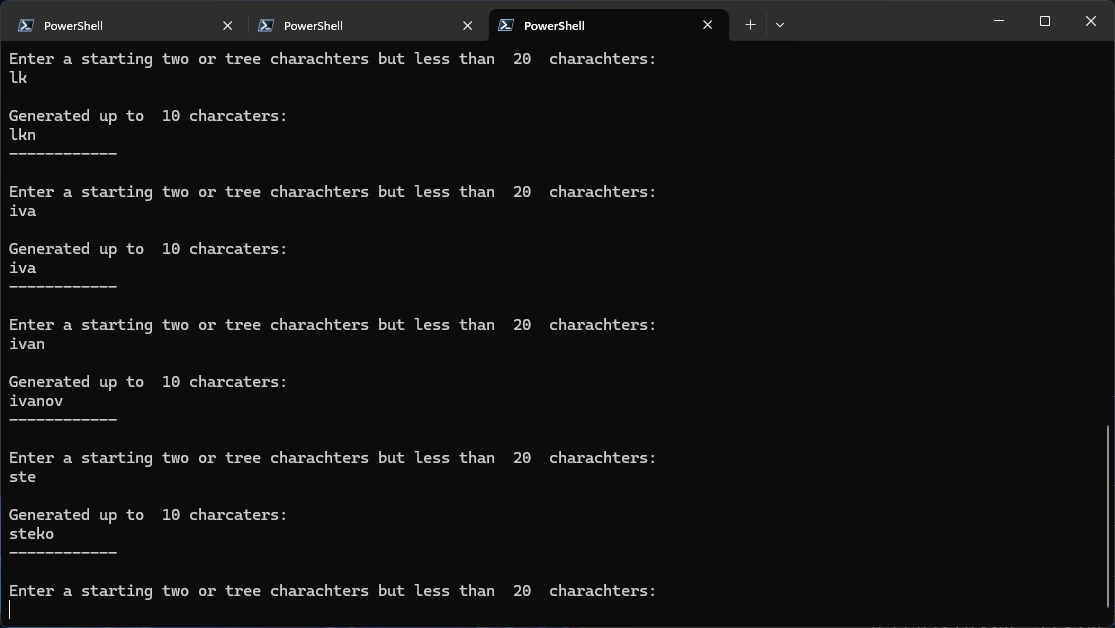 PowerShell
PowerShell
PowerShell
Enter a starting two or tree charachters but less than  20  charachters:
lk
Generated up to  10 charcaters:
lkn
------------
Enter a starting two or tree charachters but less than  20  charachters:
iva
Generated up to  10 charcaters:
iva
------------
Enter a starting two or tree charachters but less than  20  charachters:
ivan
Generated up to  10 charcaters:
ivanov
------------
Enter a starting two or tree charachters but less than  20  charachters:
ste
Generated up to  10 charcaters:
steko
------------
Enter a starting two or tree charachters but less than  20  charachters: